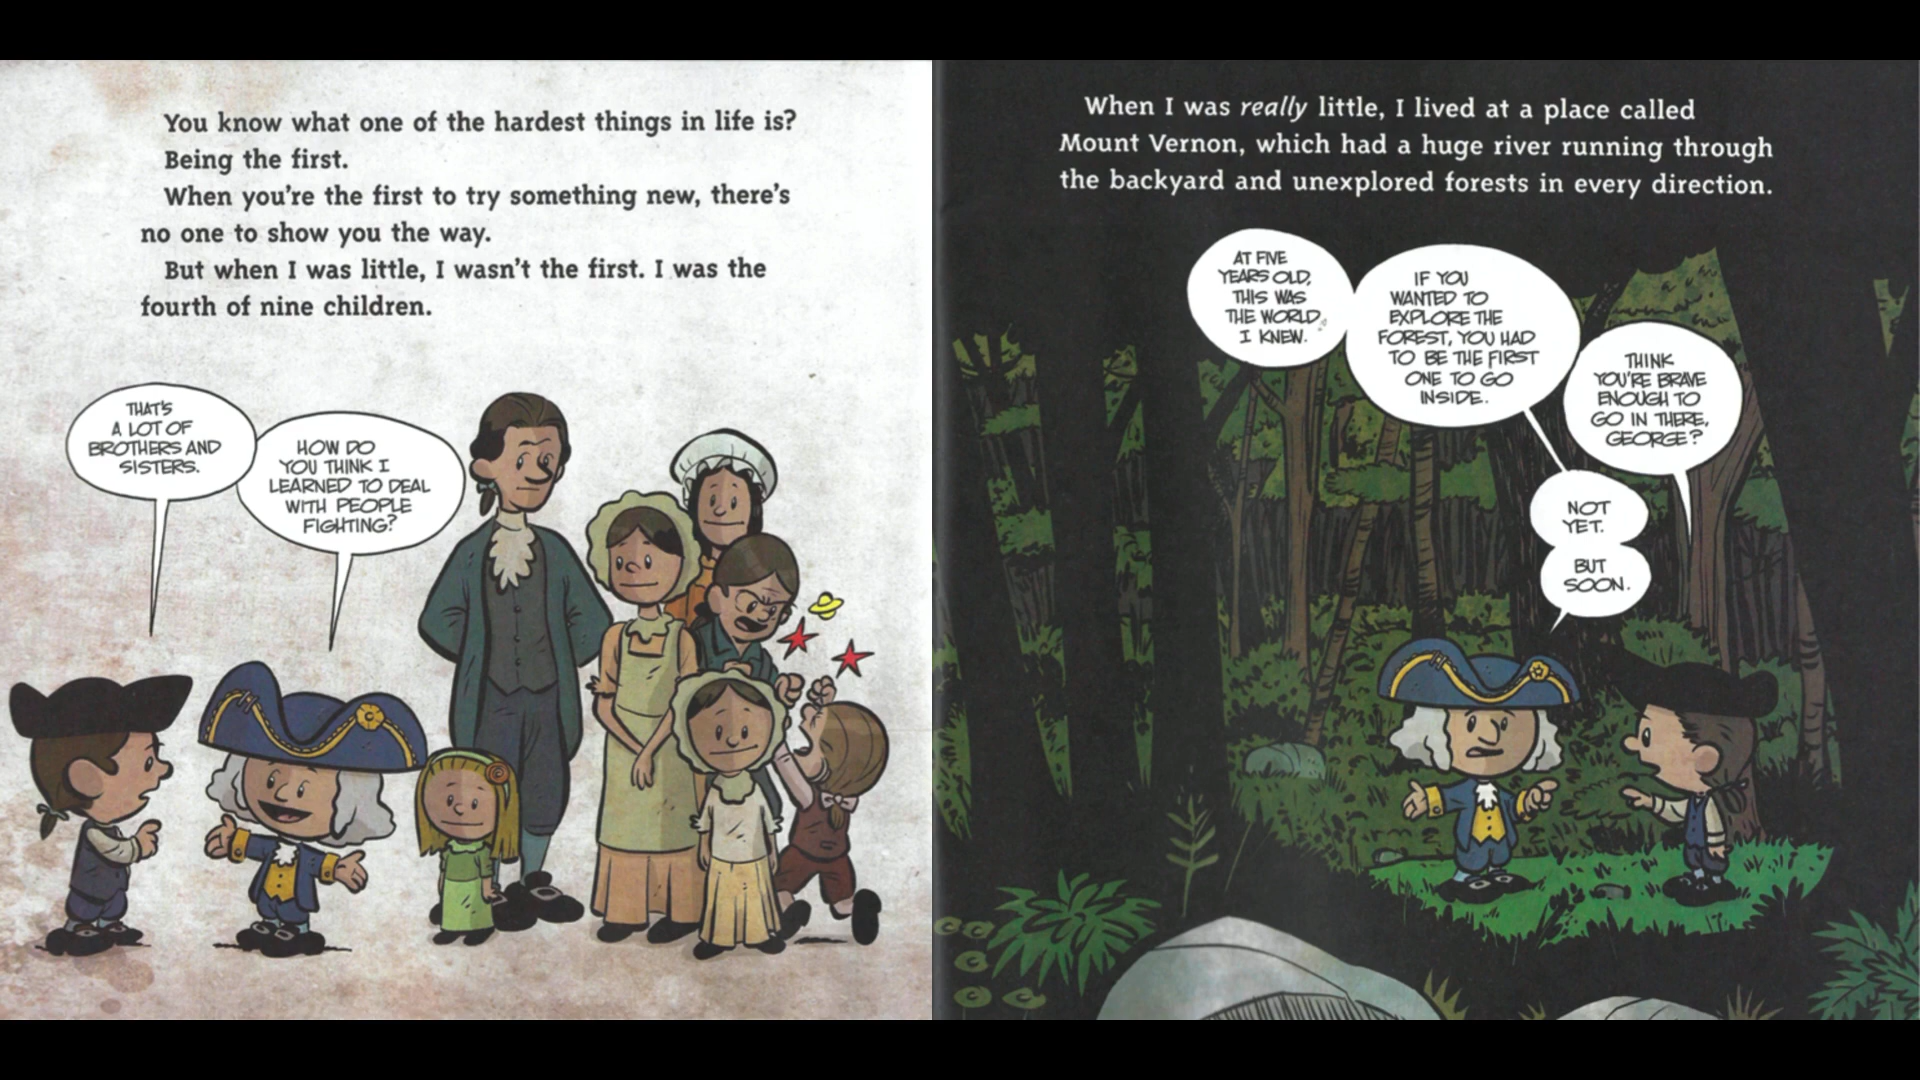 You know what one of the hardest things in life is?
Being the first.
When you're the first to try something new, there's
no one to show you the way.
But when I was little, I wasn't the first. I was the
fourth of nine children.
THAT'S
A LOT OF
BROTHERS AND
SISTERS.
HOW DO
YOU THINK I
LEARNED TO DEAL
WITH PEOPLE
FIGHTING?
When I was really little, I lived at a place called
Mount Vernon, which had a huge river running through
the backyard and unexplored forests in every direction.
AT FIVE
YEARS OLD,
THIS WAS
THE WORLD
I KNEW.
IF YOU
WANTED TO
EXPLORE THE
FOREST, YOU HAD
TO BE THE FIRST
ONE TO GO
INSIDE.
THINK
YOU'RE BRAVE
ENOUGH TO
GO IN THERE,
GEORGE?
NOT
YET.
BUT
SOON.